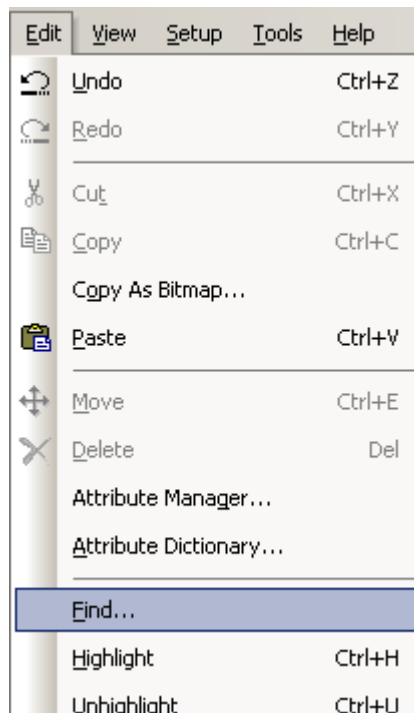 Edit View Setup Tools Help
Undo Ctrl+Z
Redo Ctrl+Y
Cut Ctrl+X
Copy Ctrl+C
Copy As Bitmap...
Paste Ctrl+V
Move Ctrl+E
Delete Del
Attribute Manager...
Attribute Dictionary...
Find...
Highlight Ctrl+H
Unhighlight Ctrl+U